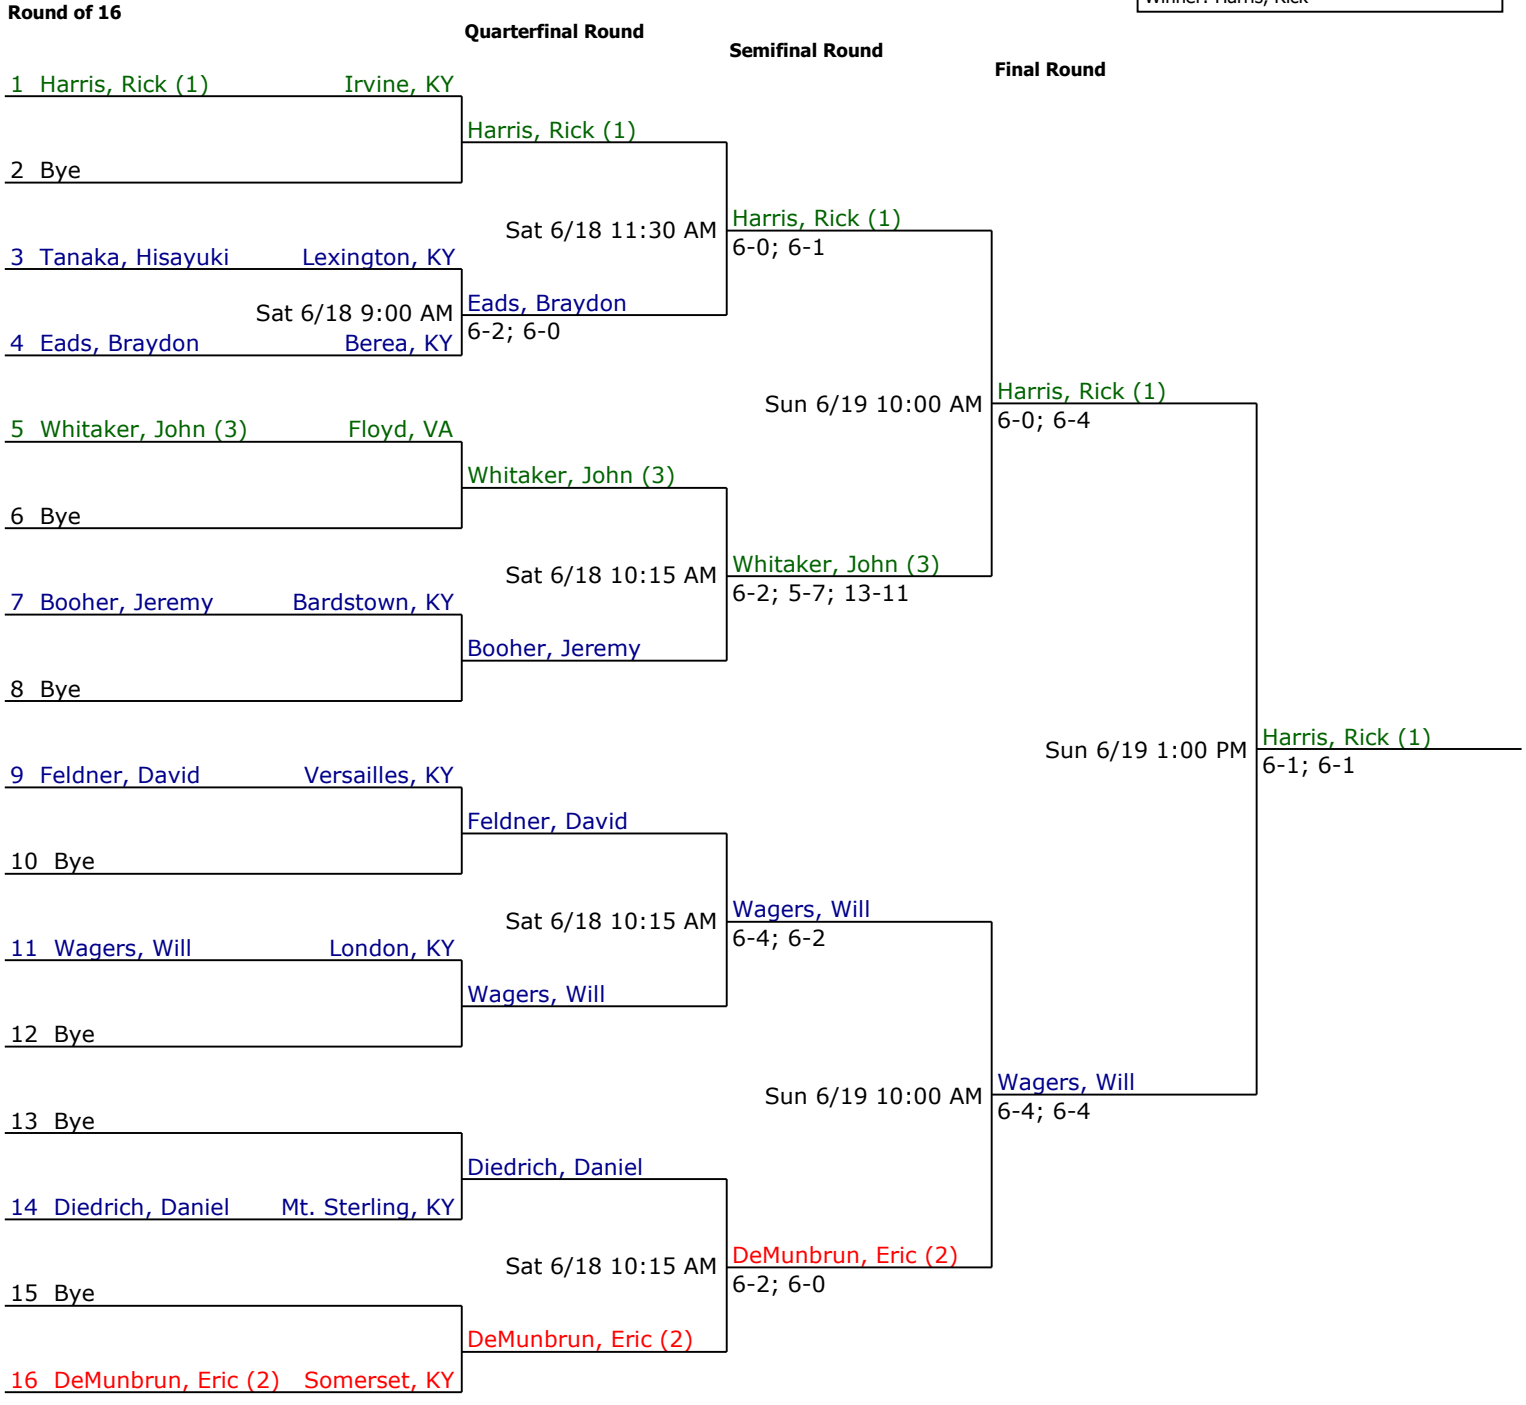 Winner: Harris, Rick
Round of 16
Quarterfinal Round
Semifinal Round
Final Round
1 Harris, Rick (1) Irvine, KY
Harris, Rick (1)
2 Bye
Harris, Rick (1)
Sat 6/18 11:30 AM
6-0; 6-1
3 Tanaka, Hisayuki Lexington, KY
Eads, Braydon
Sat 6/18 9:00 AM
6-2; 6-0
4 Eads, Braydon Berea, KY
Harris, Rick (1)
Sun 6/19 10:00 AM
6-0; 6-4
5 Whitaker, John (3) Floyd, VA
Whitaker, John (3)
6 Bye
Whitaker, John (3)
Sat 6/18 10:15 AM
6-2; 5-7; 13-11
7 Booher, Jeremy Bardstown, KY
Booher, Jeremy
8 Bye
Harris, Rick (1)
Sun 6/19 1:00 PM
6-1; 6-1
9 Feldner, David Versailles, KY
Feldner, David
10 Bye
Wagers, Will
Sat 6/18 10:15 AM
6-4; 6-2
11 Wagers, Will London, KY
Wagers, Will
12 Bye
Wagers, Will
Sun 6/19 10:00 AM
6-4; 6-4
13 Bye
Diedrich, Daniel
14 Diedrich, Daniel Mt. Sterling, KY
DeMunbrun, Eric (2)
Sat 6/18 10:15 AM
6-2; 6-0
15 Bye
DeMunbrun, Eric (2)
16 DeMunbrun, Eric (2) Somerset, KY